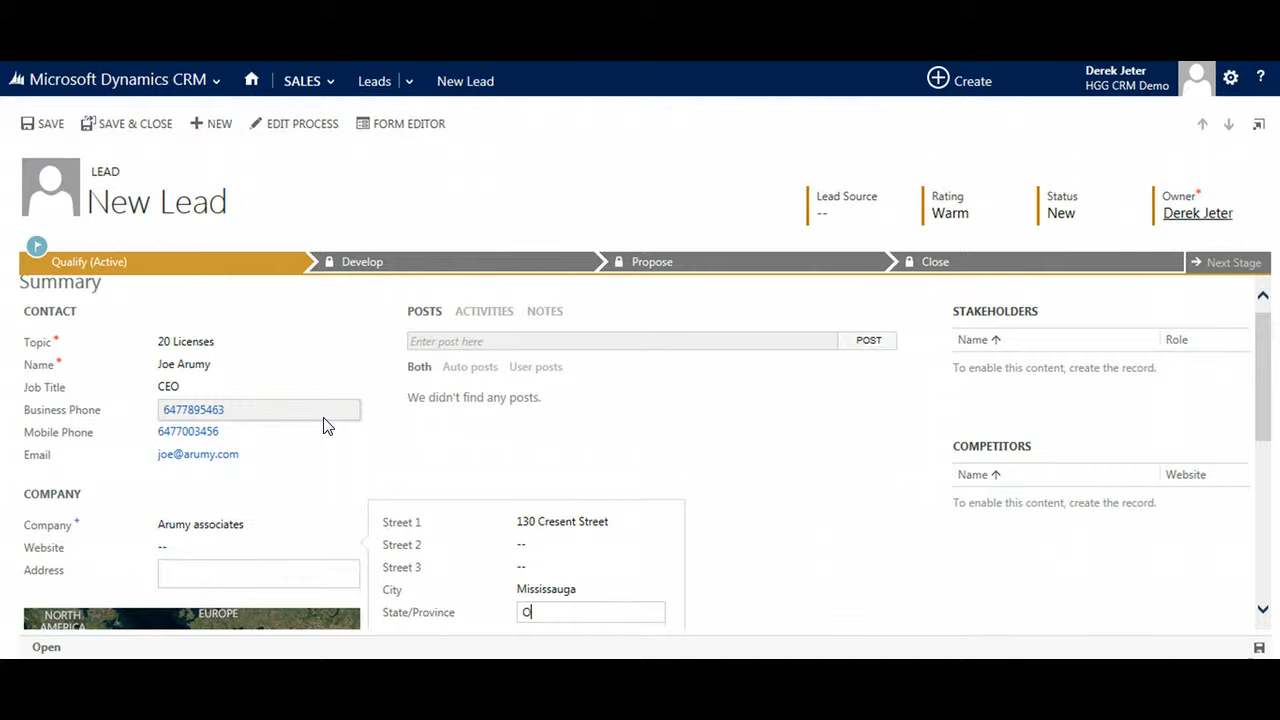 Microsoft Dynamics CRM
SALES
Leads
New Lead
Create
Derek Jeter
HGG CRM Demo
?
SAVE
SAVE & CLOSE
NEW
EDIT PROCESS
FORM EDITOR
LEAD
New Lead
Lead Source
--
Rating
Warm
Status
New
Owner*
Derek Jeter
Qualify (Active)
Develop
Propose
Close
Next Stage
Summary
CONTACT
Topic* 20 Licenses
Name* Joe Arumy
Job Title CEO
Business Phone 6477895463
Mobile Phone 6477003456
Email joe@arumy.com
COMPANY
Company+ Arumy associates
Website --
Address
NORTH AMERICA
EUROPE
POSTS ACTIVITIES NOTES
Enter post here POST
Both Auto posts User posts
We didn't find any posts.
Street 1 130 Cresent Street
Street 2 --
Street 3 --
City Mississauga
State/Province O
STAKEHOLDERS
Name Role
To enable this content, create the record.
COMPETITORS
Name Website
To enable this content, create the record.
Open